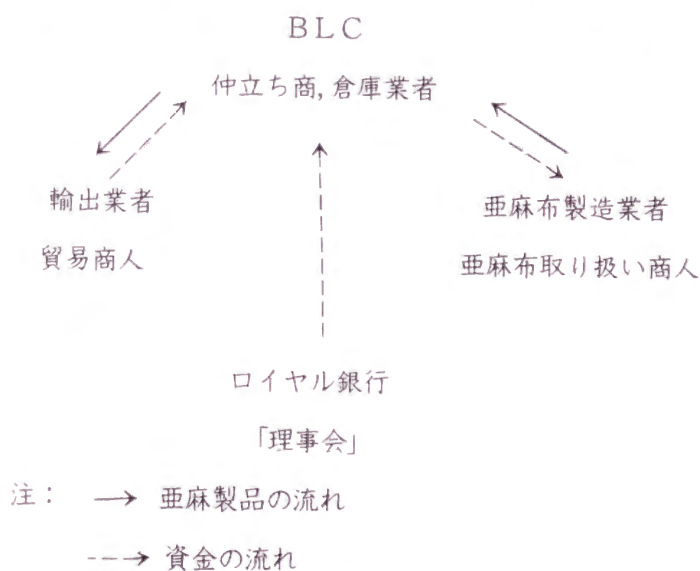 BLC
仲立ち商,倉庫業者
輸出業者
貿易商人
亜麻布製造業者
亜麻布取り扱い商人
ロイヤル銀行
「理事会」
注: → 亜麻製品の流れ
--→ 資金の流れ